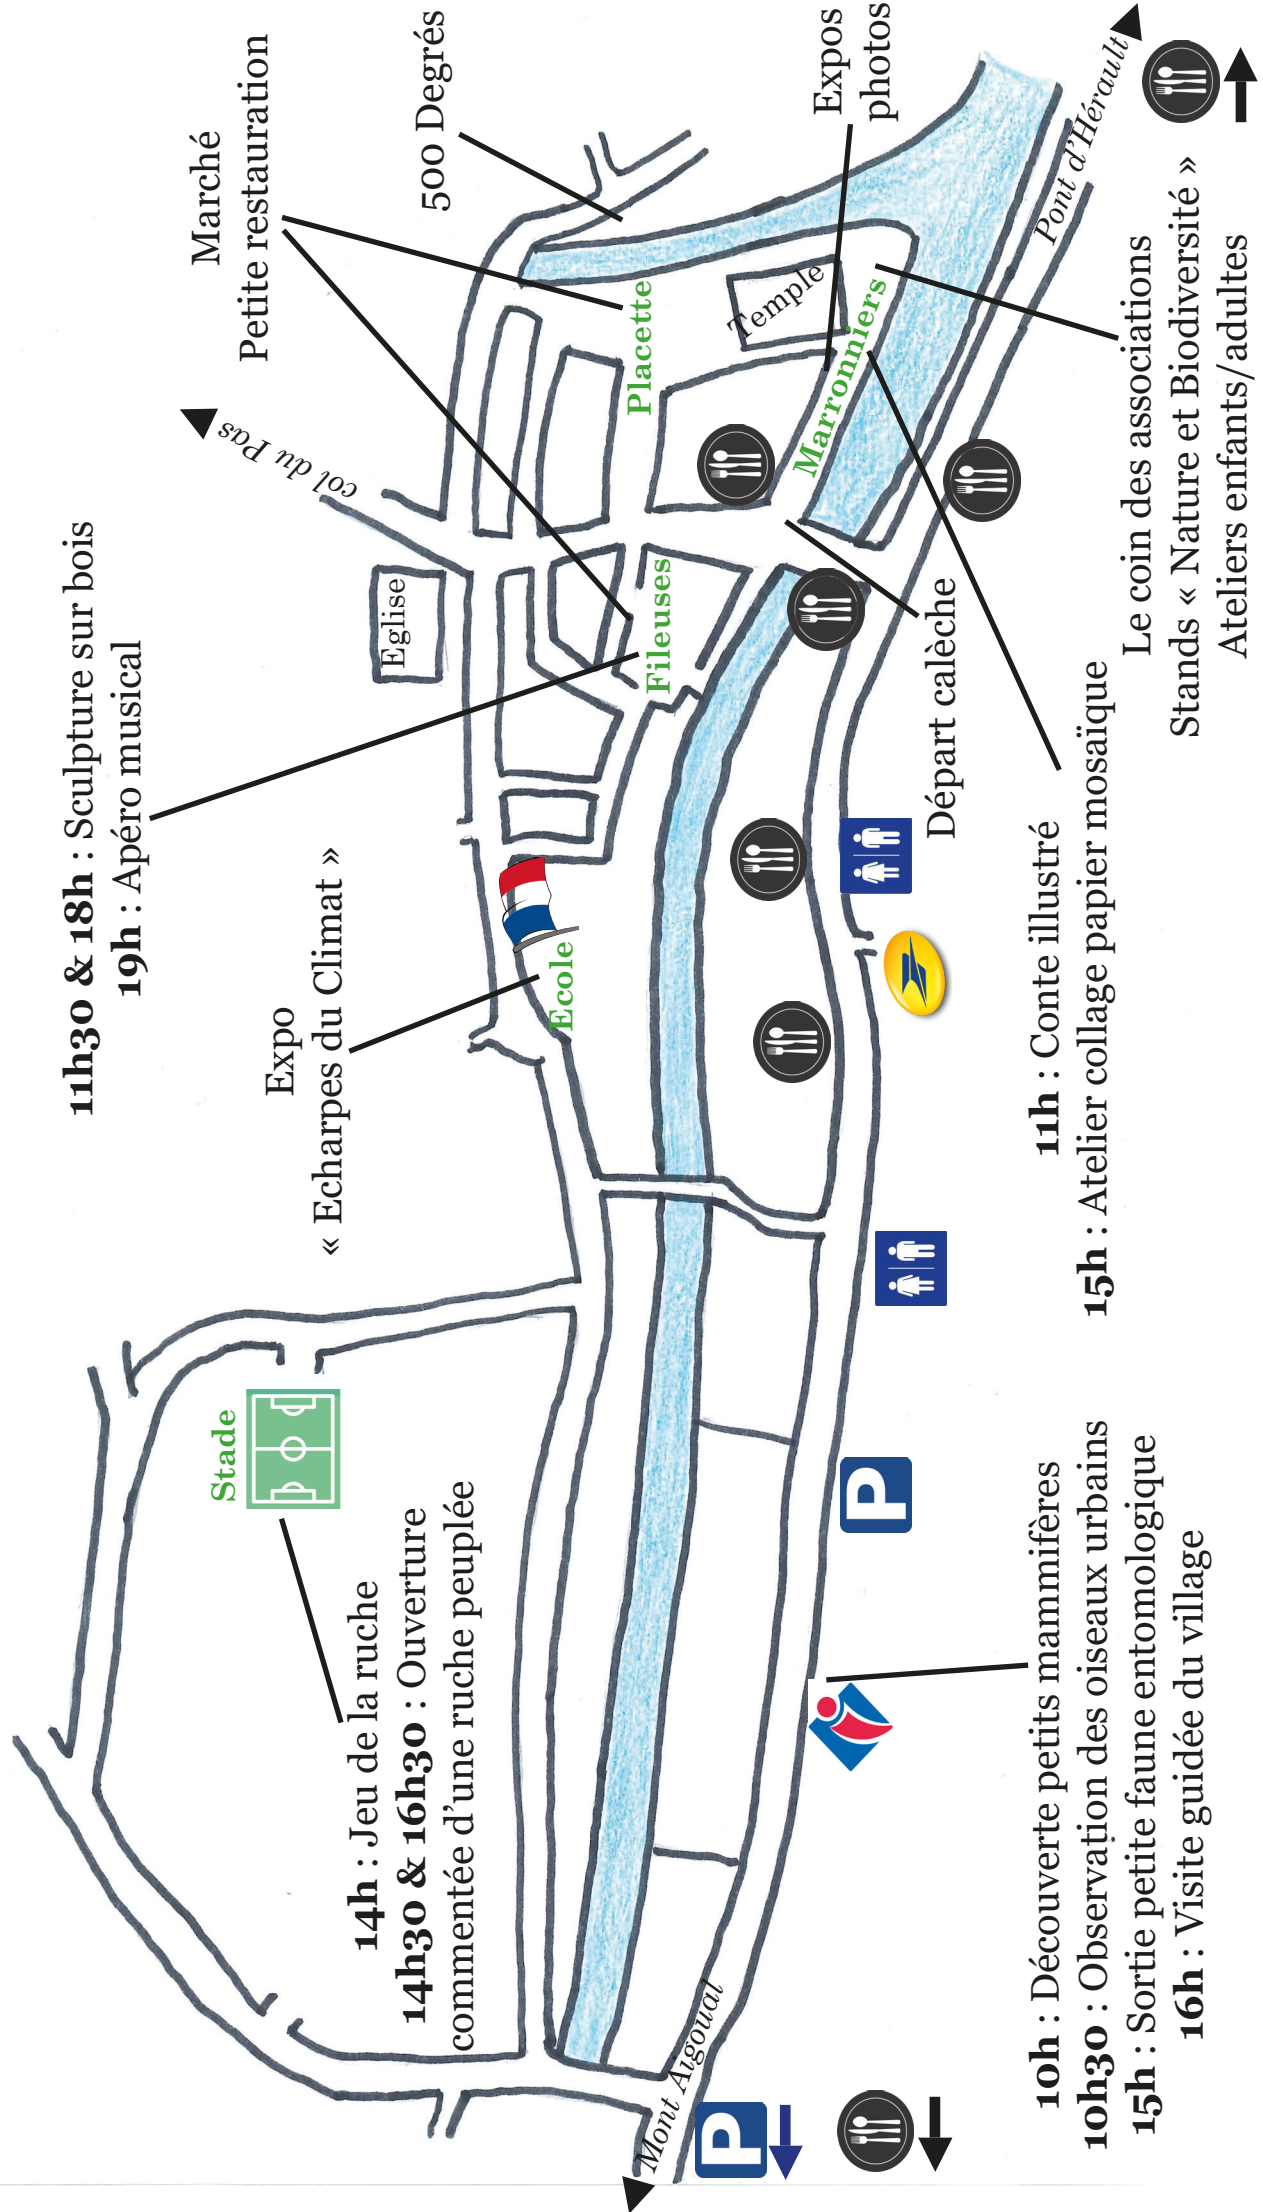 11h30 & 18h : Sculpture sur bois
19h : Apéro musical
Marché
Petite restauration
500 Degrés
Expo
« Echarpes du Climat »
col du Pas
Eglise
Stade
14h : Jeu de la ruche
14h30 & 16h30 : Ouverture
commentée d'une ruche peuplée
Ecole
Fileuses
Placette
Temple
Marronniers
Expos
photos
Pont d'Hérault
Mont Aigoual
P
P
Départ calèche
10h : Découverte petits mammifères
10h30 : Observation des oiseaux urbains
15h : Sortie petite faune entomologique
16h : Visite guidée du village
11h : Conte illustré
15h : Atelier collage papier mosaïque
Le coin des associations
Stands « Nature et Biodiversité »
Ateliers enfants/adultes